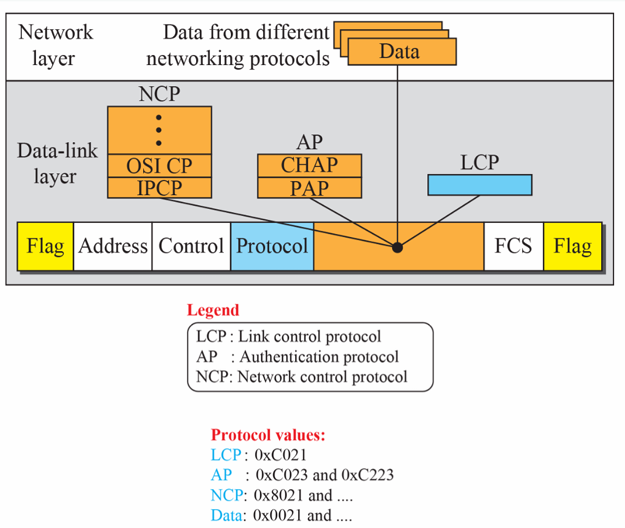 Network
layer
Data from different
networking protocols
Data
Data-link
layer
NCP
OSI CP
IPCP
AP
CHAP
PAP
LCP
Flag
Address
Control
Protocol
FCS
Flag
Legend
LCP : Link control protocol
AP : Authentication protocol
NCP: Network control protocol
Protocol values:
LCP : 0xC021
AP : 0xC023 and 0xC223
NCP: 0x8021 and ....
Data: 0x0021 and ....